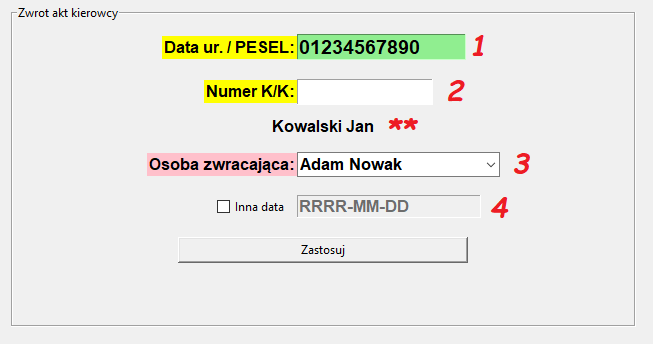 Zwrot akt kierowcy
Data ur. / PESEL: 01234567890 1
Numer K/K: 2
Kowalski Jan **
Osoba zwracająca: Adam Nowak 3
Inna data RRRR-MM-DD 4
Zastosuj